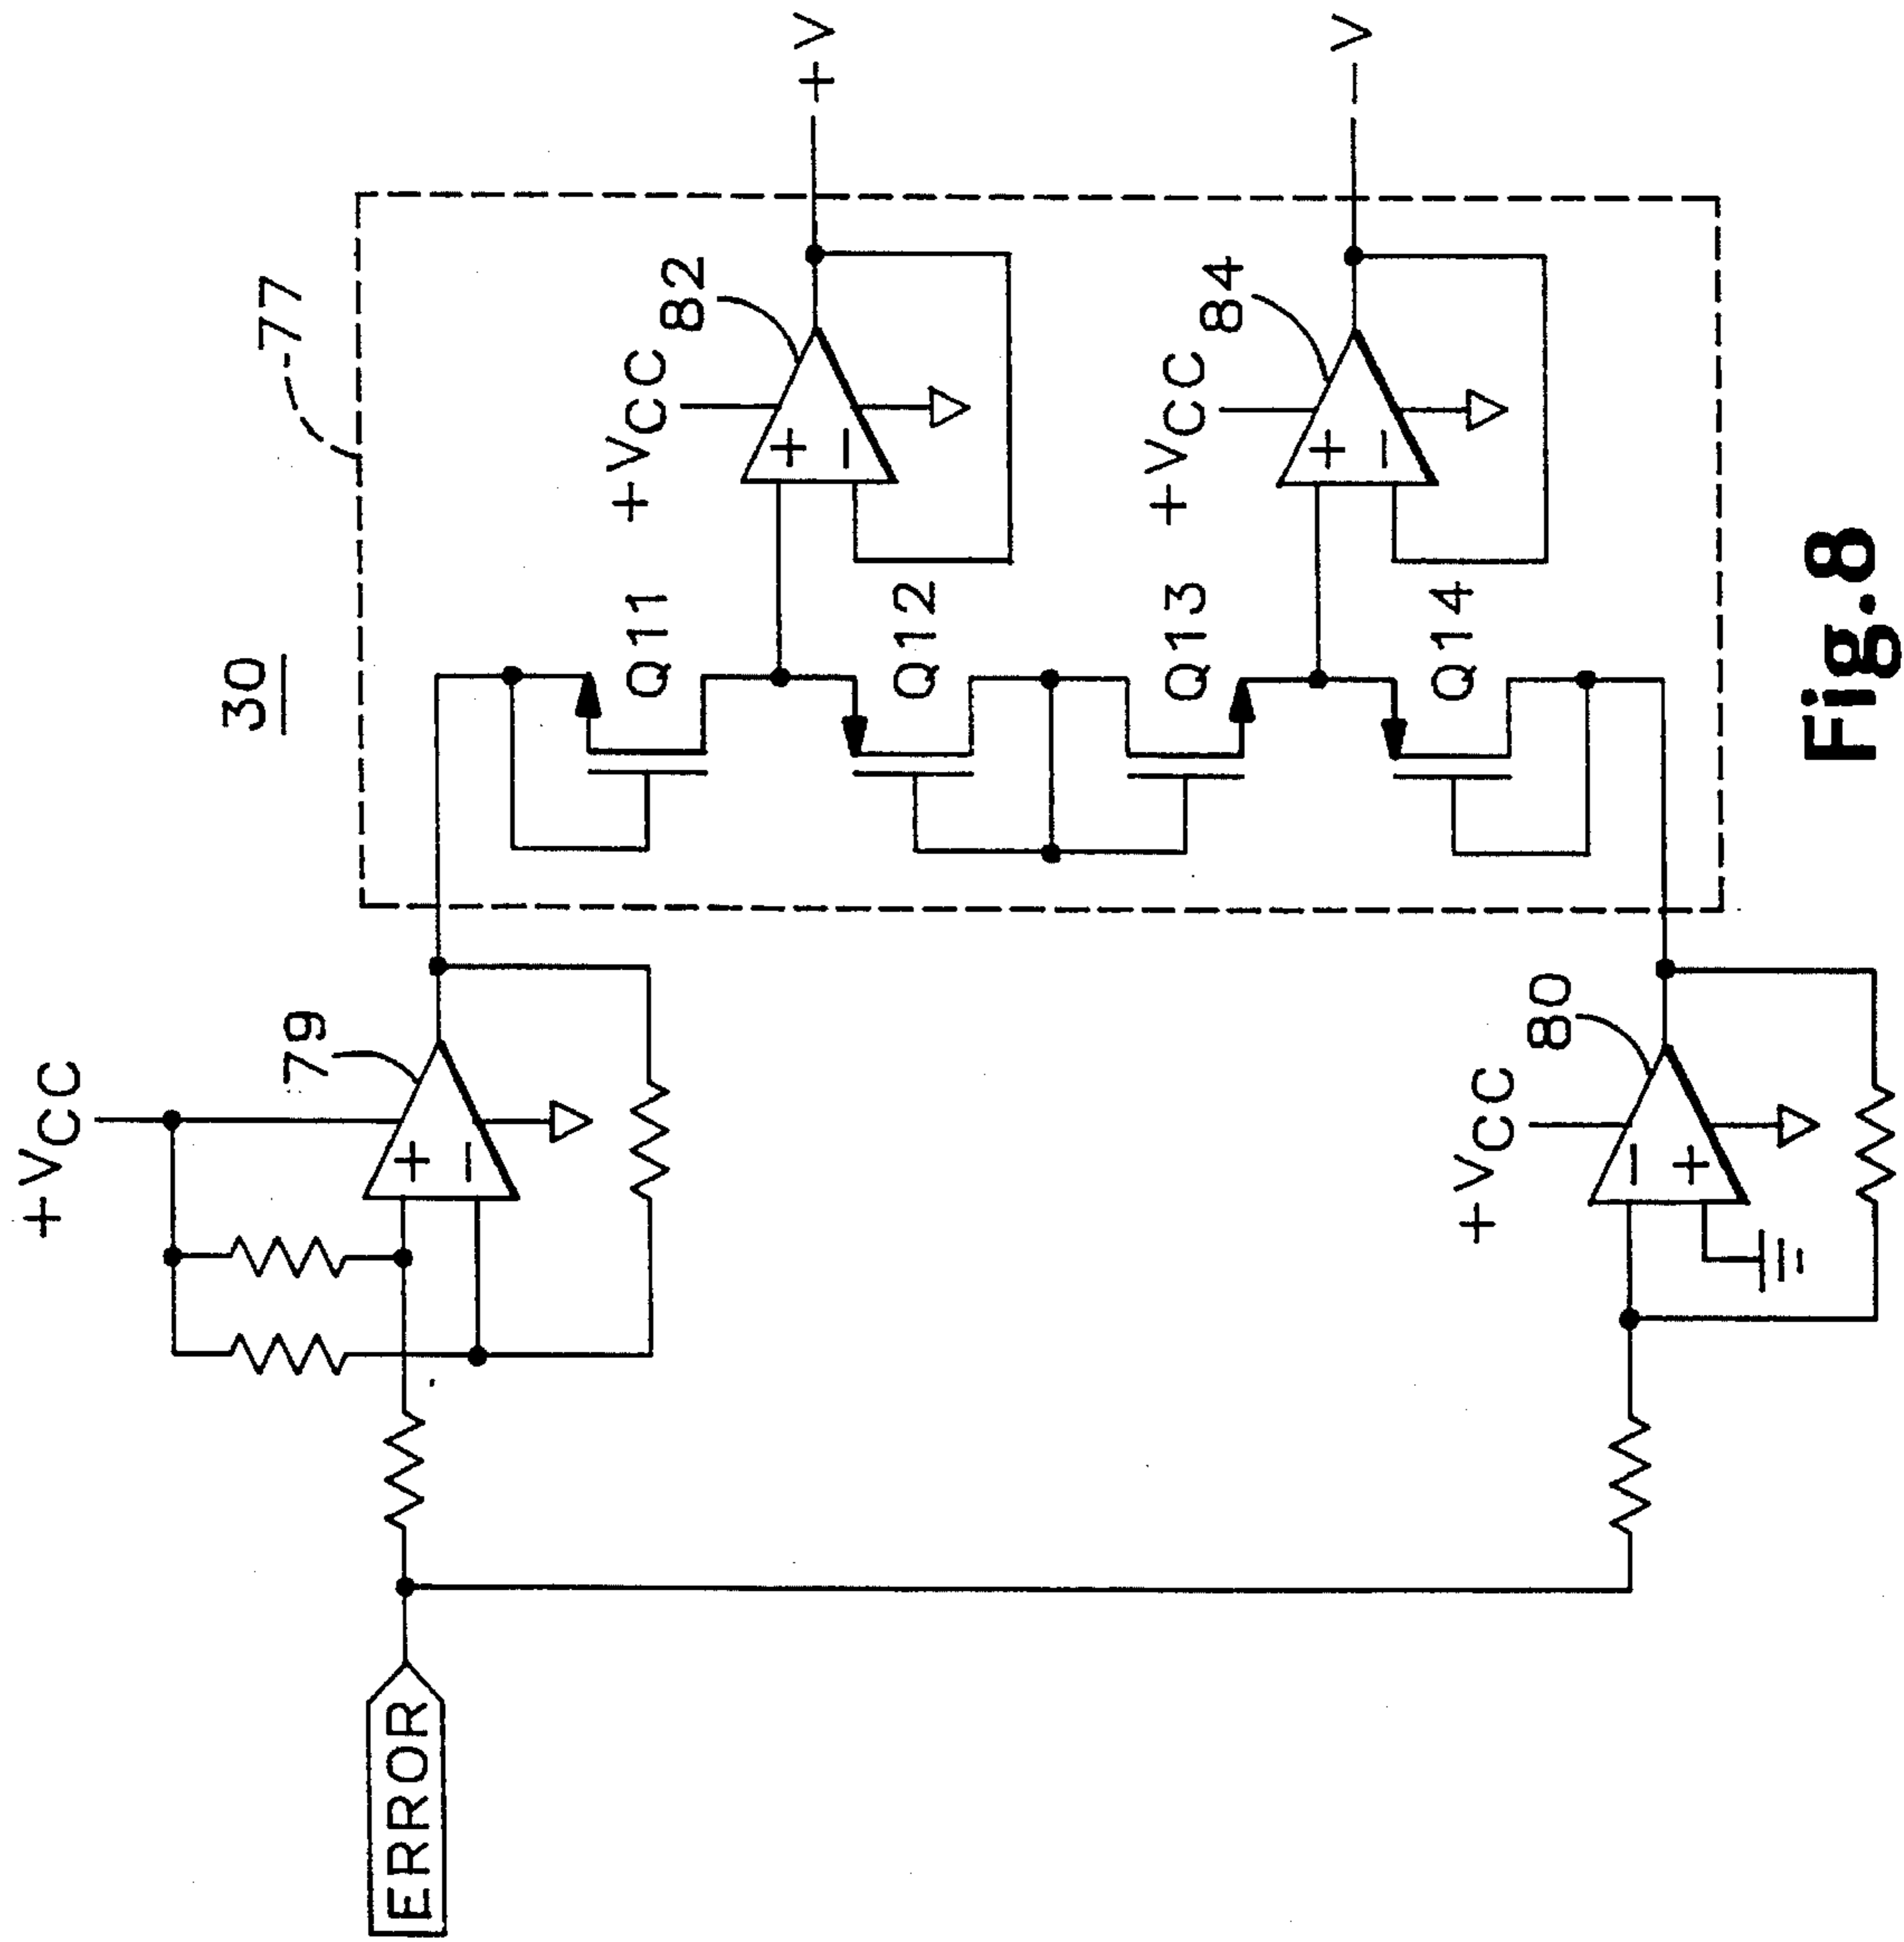 30
77
+VCC
79
+VCC
82
+V
Q11
Q12
+VCC
84
-V
Q13
Q14
+VCC
80
ERROR
+
-
+
-
+
-
-
+
Fig.8